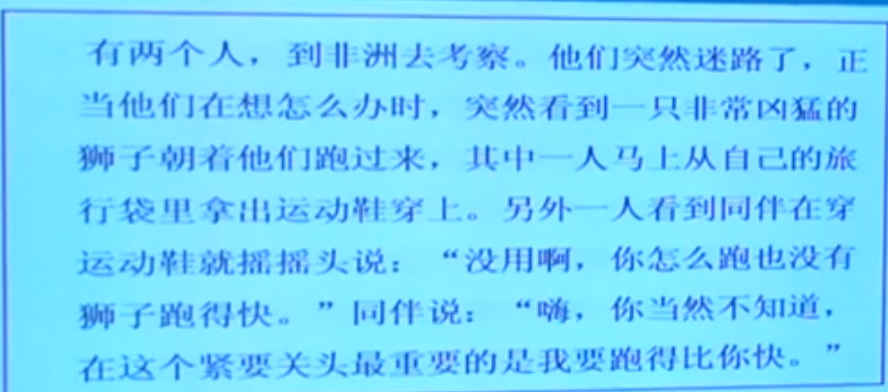 有两个人，到非洲去考察。他们突然迷路了，正
当他们在想怎么办时，突然看到一只非常凶猛的
狮子朝着他们跑过来，其中一人马上从自己的旅
行袋里拿出运动鞋穿上。另外一人看到同伴在穿
运动鞋就摇摇头说：“没用啊，你怎么跑也没有
狮子跑得快。”同伴说：“嗨，你当然不知道，
在这个紧要关头最重要的是我要跑得比你快。”